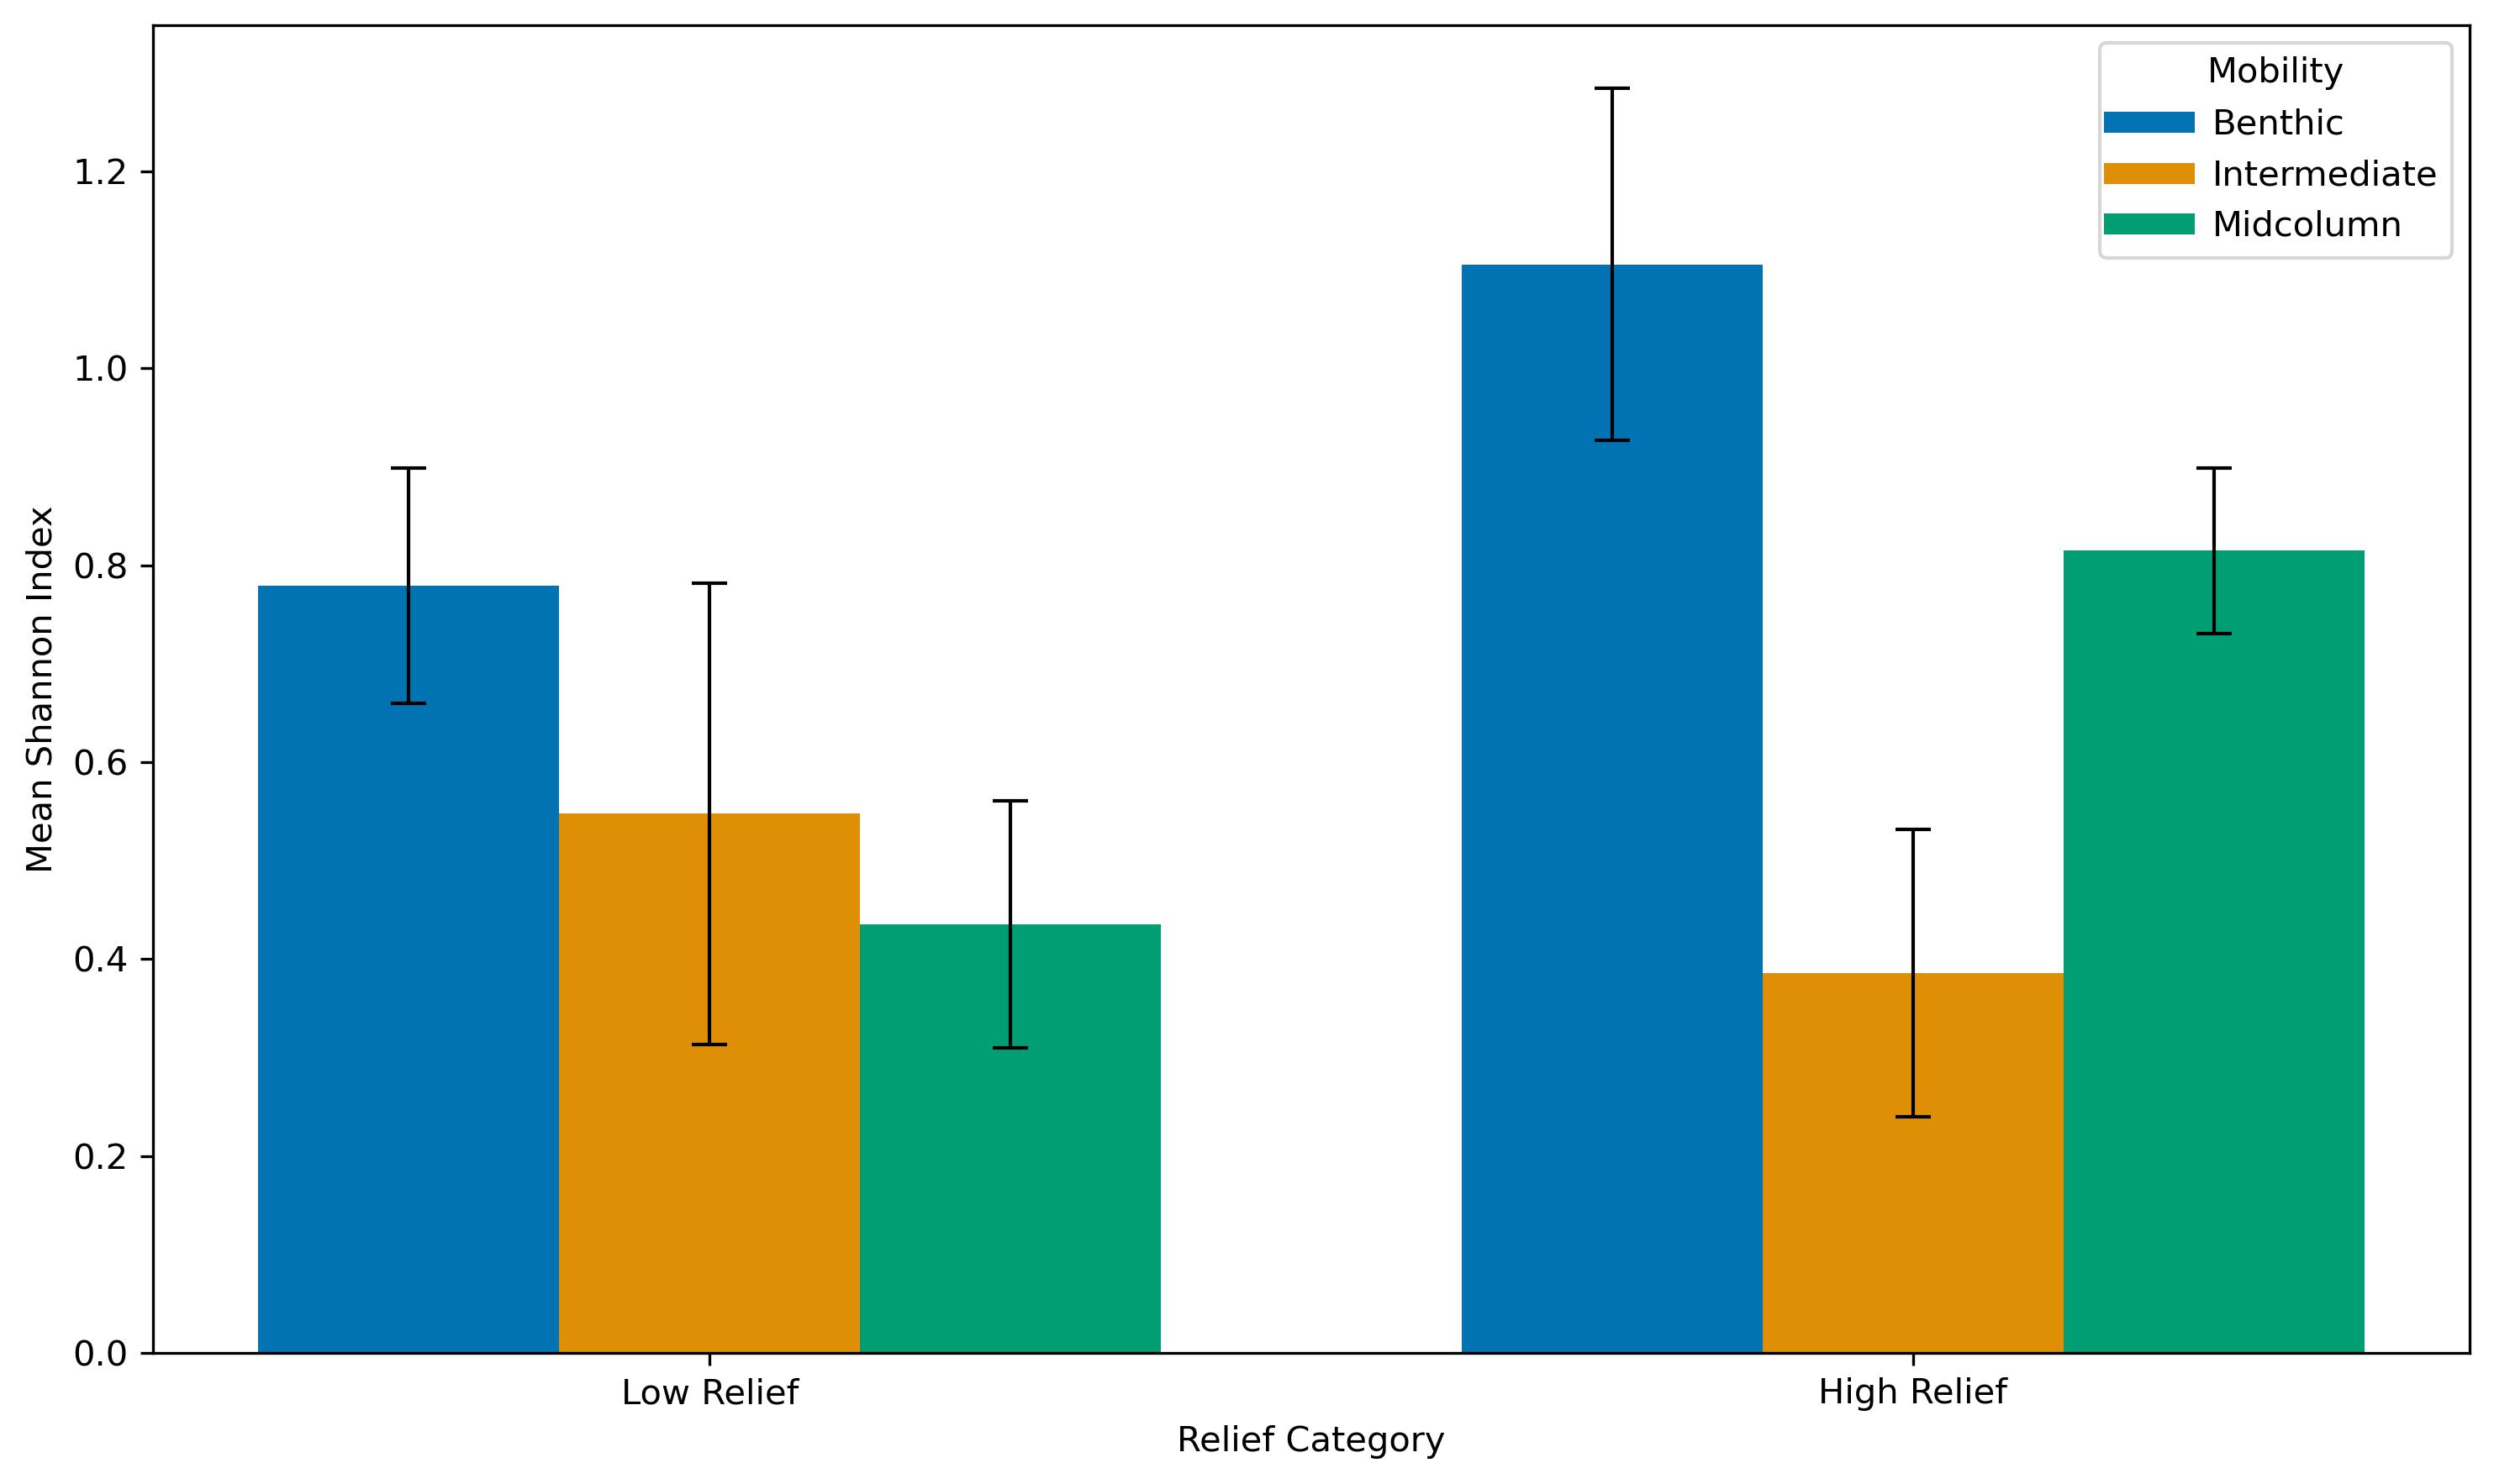 Mobility
Benthic
Intermediate
Midcolumn
1.2
1.0
0.8
0.6
0.4
0.2
0.0
Mean Shannon Index
Low Relief
High Relief
Relief Category